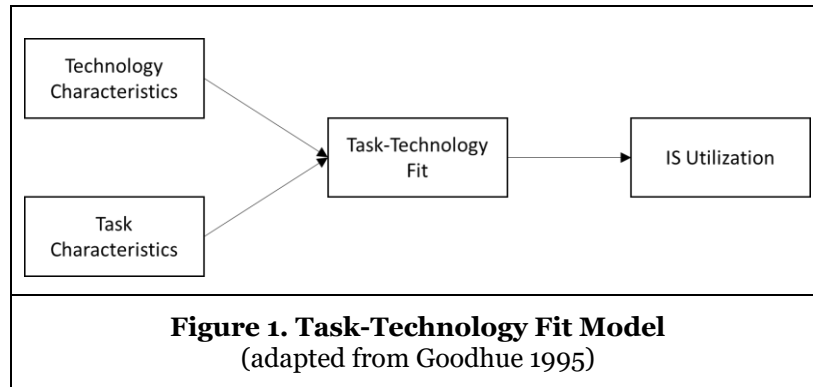 Technology
Characteristics
Task-Technology
Fit
IS Utilization
Task
Characteristics
Figure 1. Task-Technology Fit Model
(adapted from Goodhue 1995)